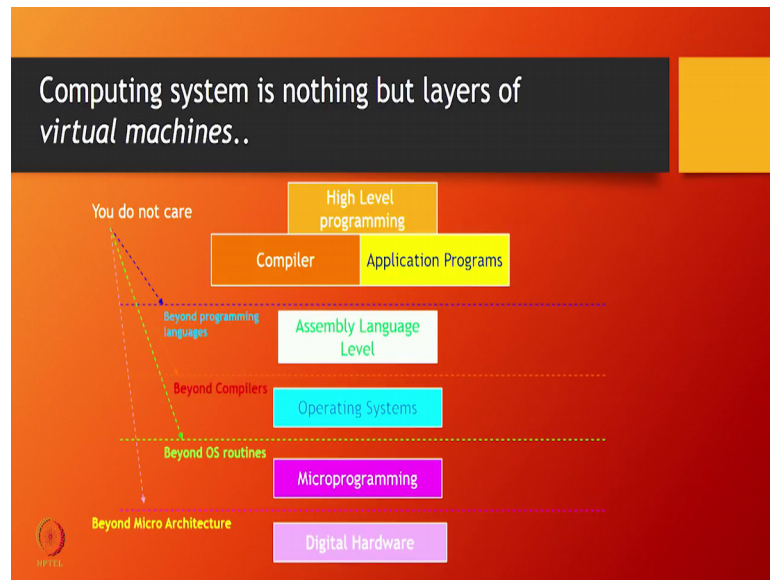 Computing system is nothing but layers of
virtual machines..
You do not care
High Level
programming
Compiler
Application Programs
Beyond programming
languages
Assembly Language
Level
Beyond Compilers
Operating Systems
Beyond OS routines
Microprogramming
Beyond Micro Architecture
Digital Hardware
NPTEL